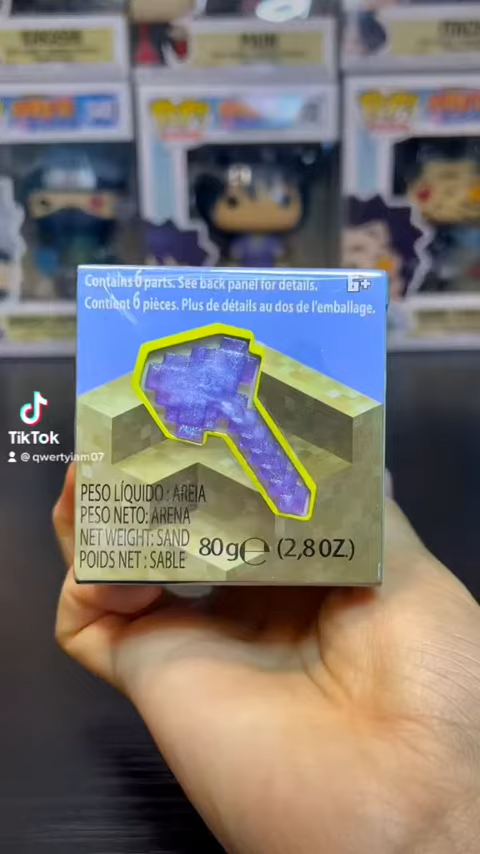 Contains 6 parts. See back panel for details.
6+
Contient 6 pièces. Plus de détails au dos de l'emballage.
TikTok
@qwertyiam07
PESO LÍQUIDO : AREIA
PESO NETO: ARENA
NET WEIGHT: SAND
POIDS NET : SABLE
80 g℮ (2,8 OZ.)